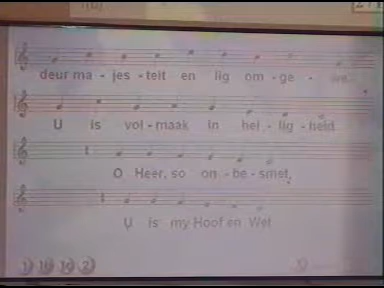 deur ma - jes - teit en lig om - ge -
U is vol - maak in hei - lig - heid
O Heer, so on - be - smet,
U is my Hoof en Wet